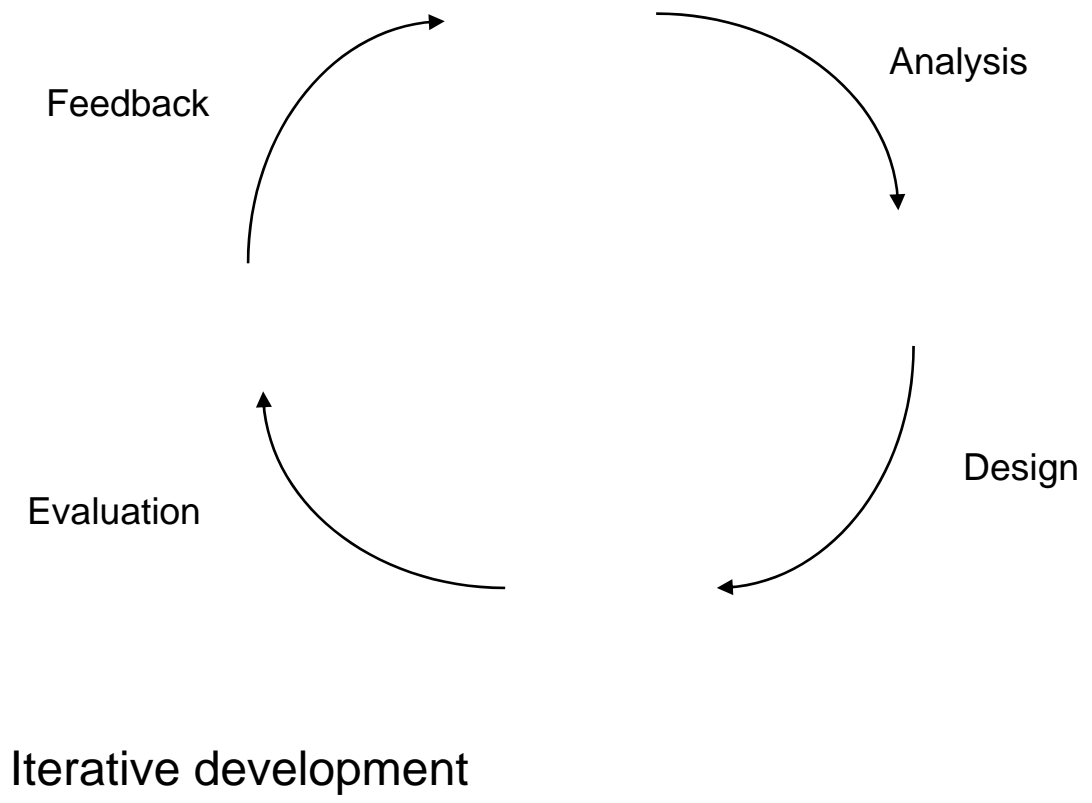 Analysis
Feedback
Design
Evaluation
Iterative development